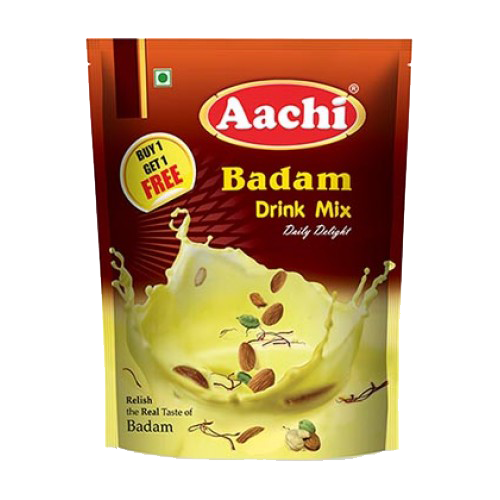 Aachi®
BUY 1
GET 1
FREE
Badam
Drink Mix
Daily Delight
Relish
the Real Taste of
Badam